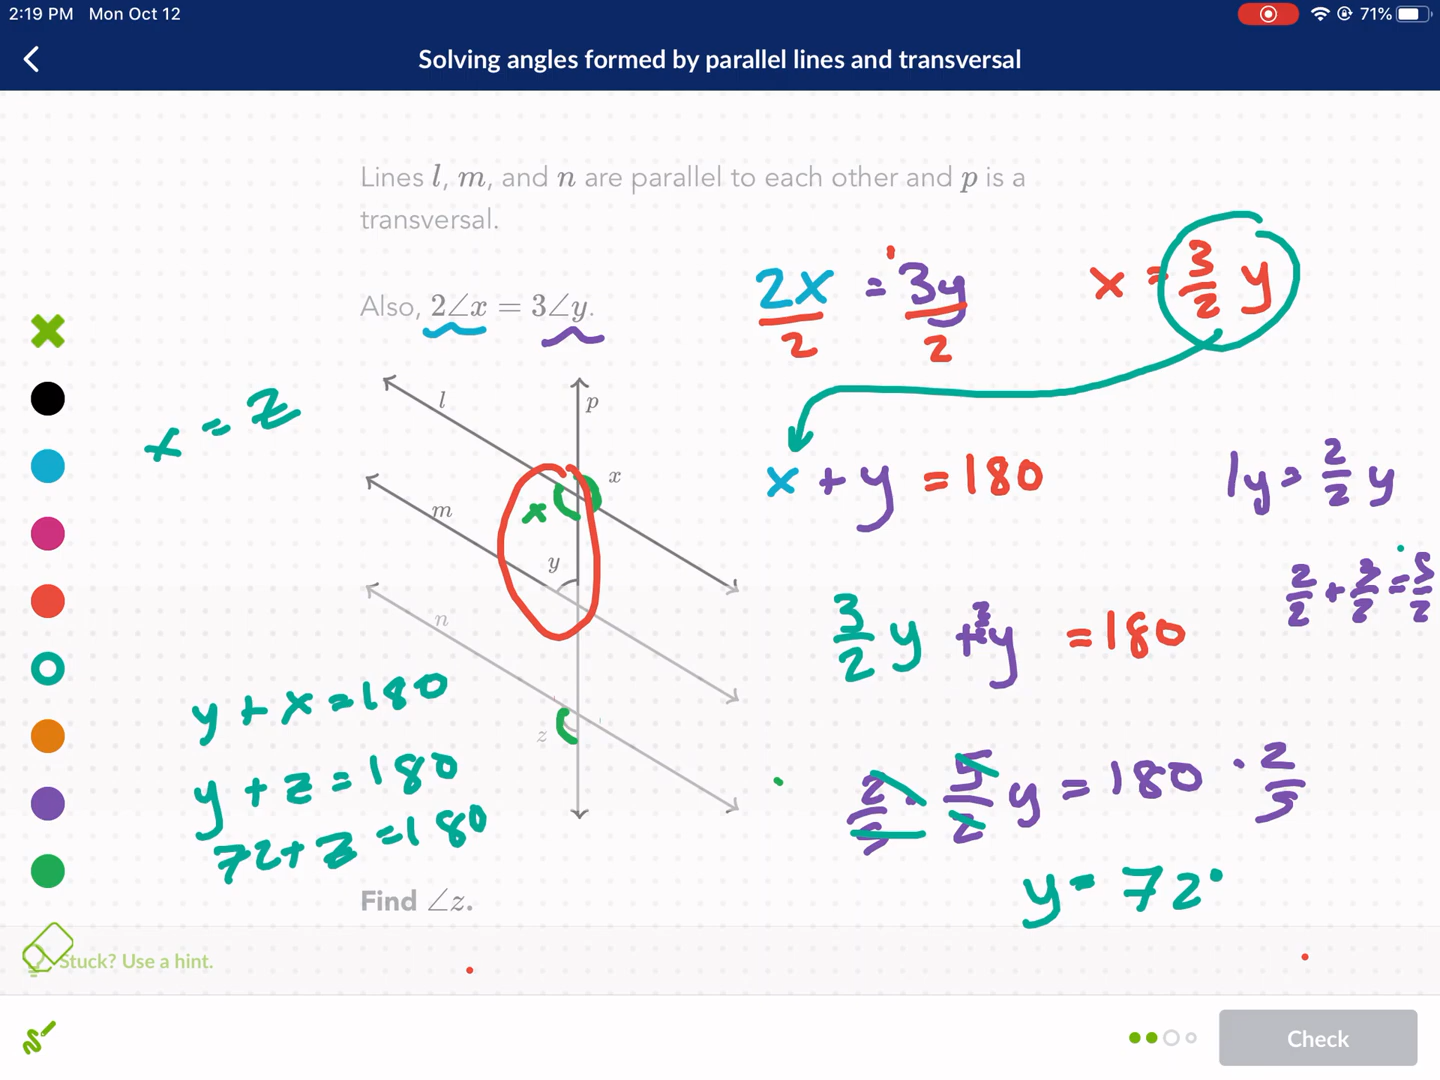 2:19 PM Mon Oct 12
71%
Solving angles formed by parallel lines and transversal
Lines l, m, and n are parallel to each other and p is a
transversal.
Also, 2∠x = 3∠y.
2x/2 = 3y/2
x = 3/2 y
x = z
l
p
x
m
x
y
n
z
x + y = 180
1y = 2/2 y
2/2 + 3/2 = 5/2
3/2 y + 2/2 y = 180
y + x = 180
y + z = 180
72 + z = 180
2/5 · 5/2 y = 180 · 2/5
y = 72°
Find ∠z.
Stuck? Use a hint.
Check